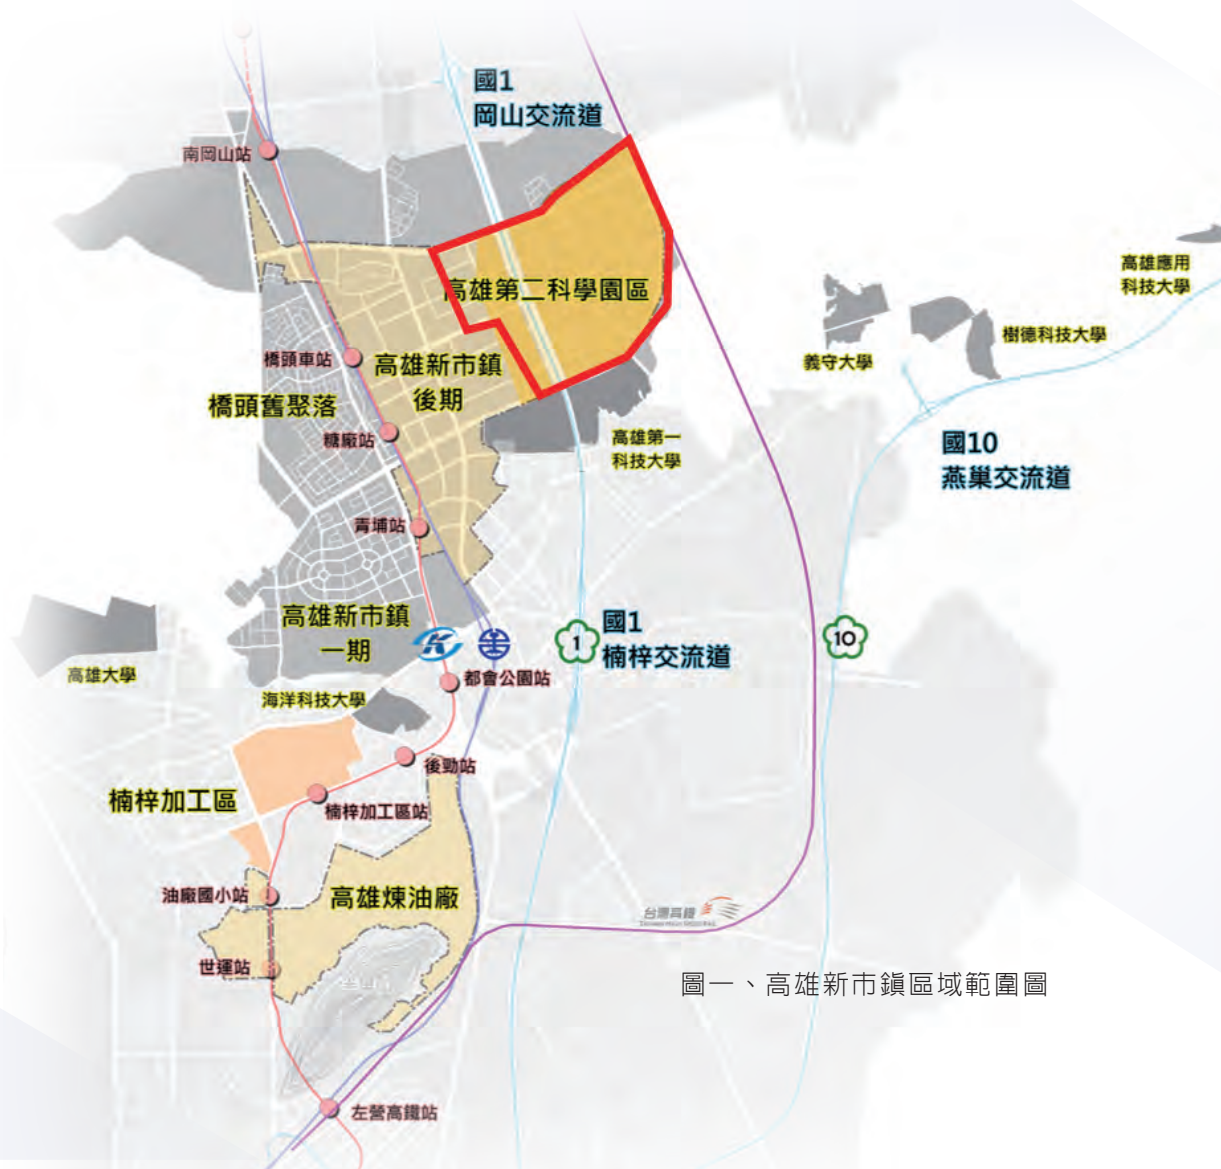 國1
岡山交流道
南岡山站
高雄應用
科技大學
高雄第二科學園區
樹德科技大學
義守大學
橋頭車站
高雄新市鎮
後期
橋頭舊聚落
糖廠站
高雄第一
科技大學
國10
燕巢交流道
青埔站
高雄新市鎮
一期
國1
楠梓交流道
1
10
K
高雄大學
都會公園站
海洋科技大學
後勁站
楠梓加工區
楠梓加工區站
油廠國小站
高雄煉油廠
台灣高鐵
世運站
圖一、高雄新市鎮區域範圍圖
左營高鐵站